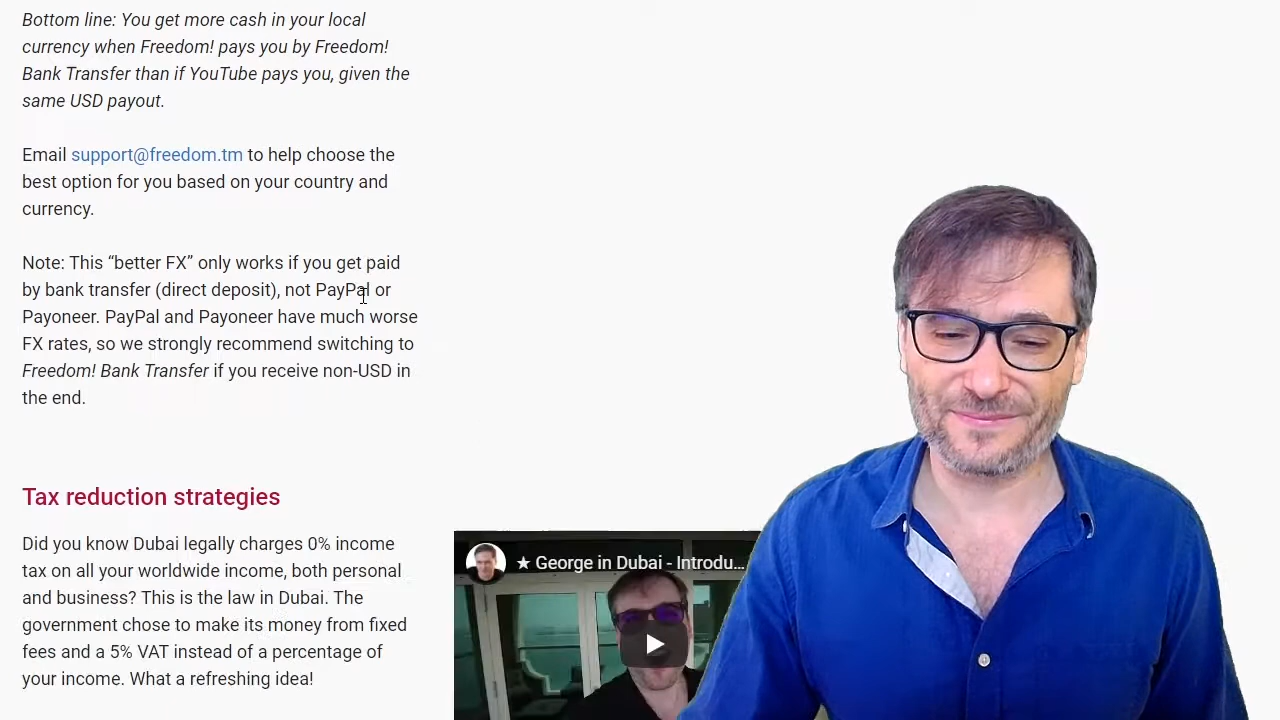 Bottom line: You get more cash in your local
currency when Freedom! pays you by Freedom!
Bank Transfer than if YouTube pays you, given the
same USD payout.
Email support@freedom.tm to help choose the
best option for you based on your country and
currency.
Note: This “better FX” only works if you get paid
by bank transfer (direct deposit), not PayPal or
Payoneer. PayPal and Payoneer have much worse
FX rates, so we strongly recommend switching to
Freedom! Bank Transfer if you receive non-USD in
the end.
Tax reduction strategies
Did you know Dubai legally charges 0% income
tax on all your worldwide income, both personal
and business? This is the law in Dubai. The
government chose to make its money from fixed
fees and a 5% VAT instead of a percentage of
your income. What a refreshing idea!
★ George in Dubai - Introdu...